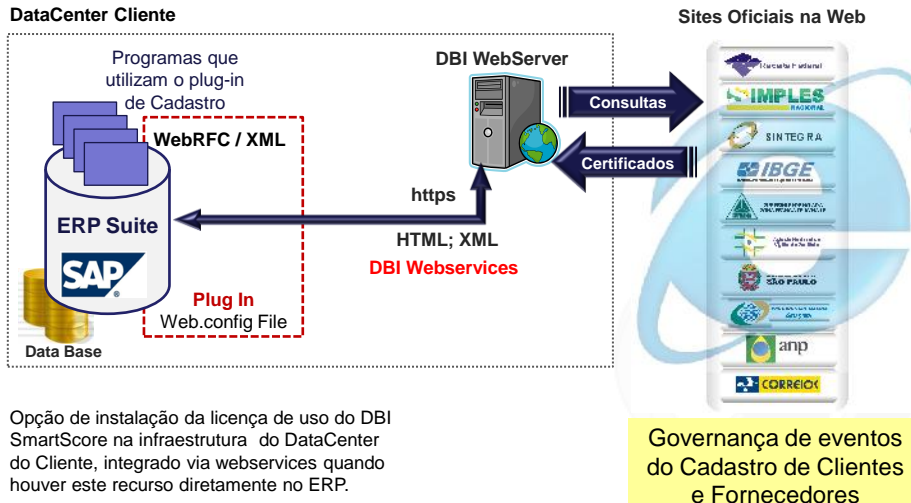 DataCenter Cliente
Sites Oficiais na Web
Programas que
utilizam o plug-in
de Cadastro
DBI WebServer
WebRFC / XML
Consultas
Certificados
https
ERP Suite
SAP
HTML; XML
DBI Webservices
Plug In
Web.config File
Data Base
Receita Federal
SIMPLES
NACIONAL
SINTEGRA
IBGE
SÃO PAULO
anp
CORREIOS
Opção de instalação da licença de uso do DBI
SmartScore na infraestrutura do DataCenter
do Cliente, integrado via webservices quando
houver este recurso diretamente no ERP.
Governança de eventos
do Cadastro de Clientes
e Fornecedores